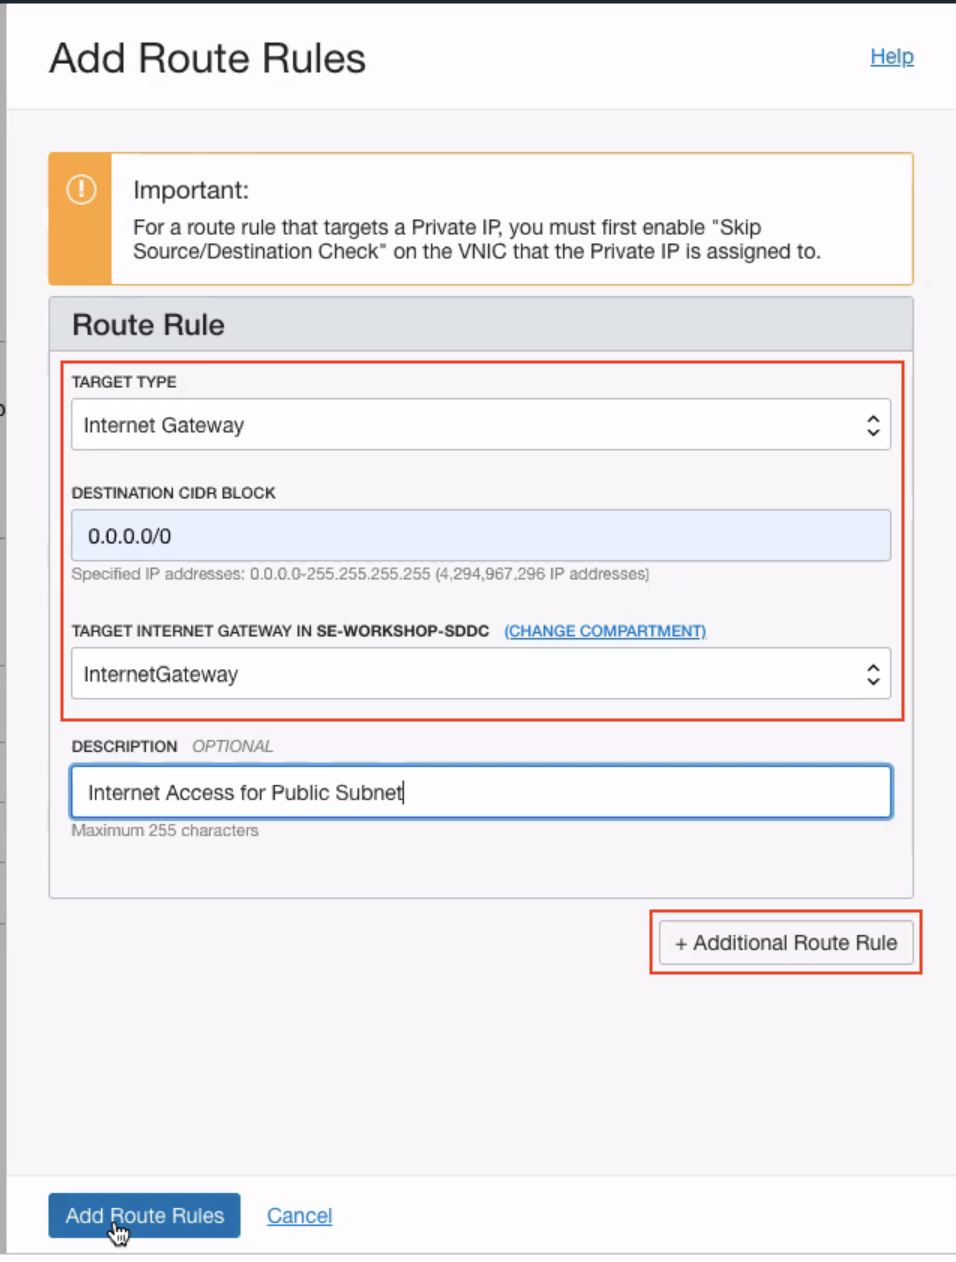 Add Route Rules
Help
Important:
For a route rule that targets a Private IP, you must first enable "Skip
Source/Destination Check" on the VNIC that the Private IP is assigned to.
Route Rule
TARGET TYPE
Internet Gateway
DESTINATION CIDR BLOCK
0.0.0.0/0
Specified IP addresses: 0.0.0.0-255.255.255.255 (4,294,967,296 IP addresses)
TARGET INTERNET GATEWAY IN SE-WORKSHOP-SDDC (CHANGE COMPARTMENT)
InternetGateway
DESCRIPTION OPTIONAL
Internet Access for Public Subnet
Maximum 255 characters
+ Additional Route Rule
Add Route Rules
Cancel